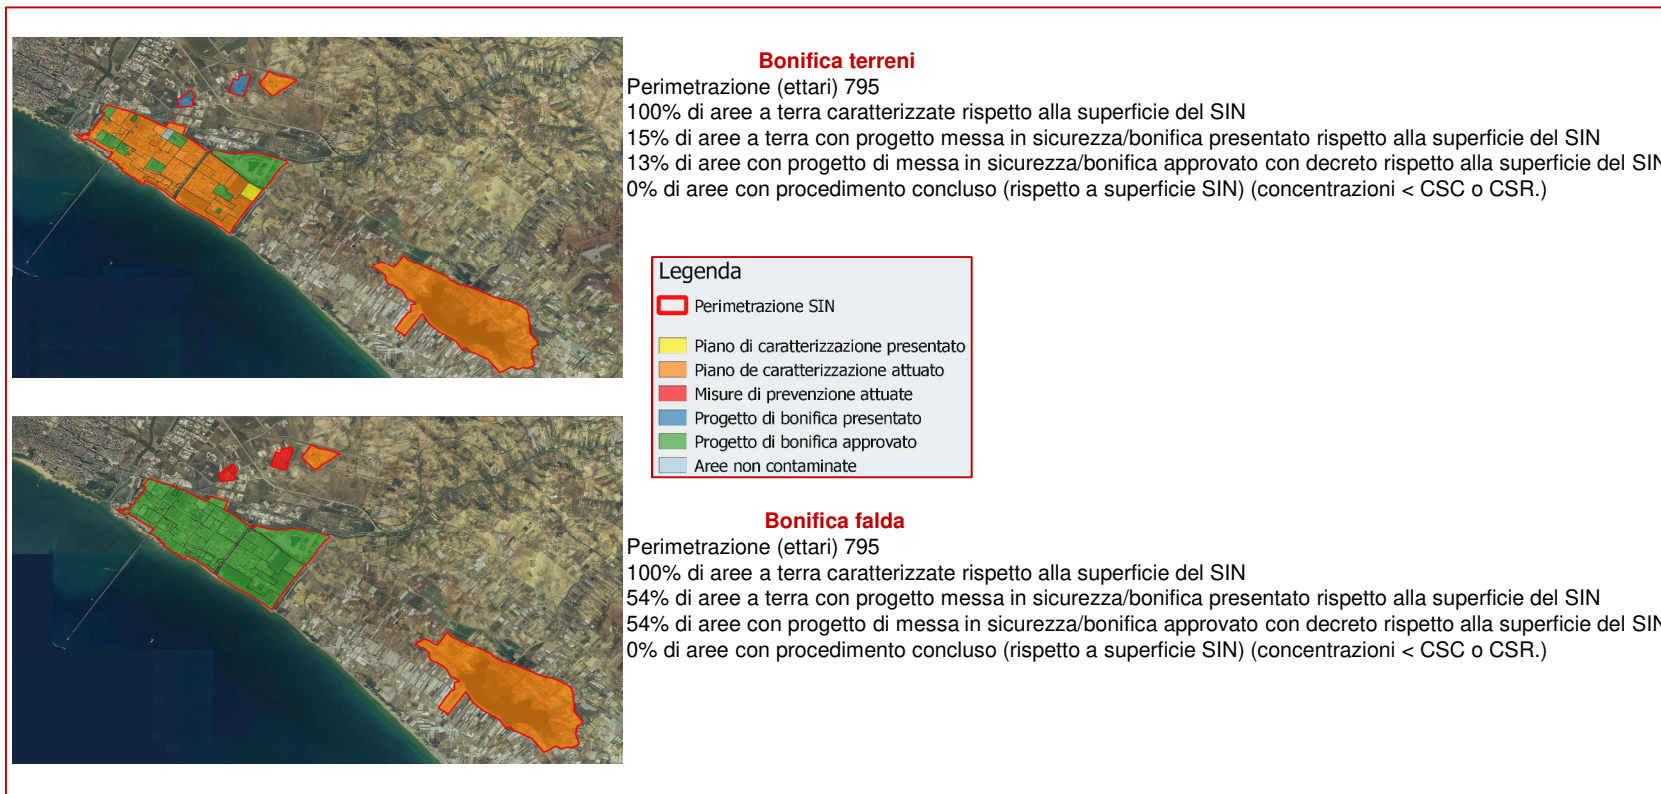 Bonifica terreni
Perimetrazione (ettari) 795
100% di aree a terra caratterizzate rispetto alla superficie del SIN
15% di aree a terra con progetto messa in sicurezza/bonifica presentato rispetto alla superficie del SIN
13% di aree con progetto di messa in sicurezza/bonifica approvato con decreto rispetto alla superficie del SIN
0% di aree con procedimento concluso (rispetto a superficie SIN) (concentrazioni < CSC o CSR.)
Legenda
Perimetrazione SIN
Piano di caratterizzazione presentato
Piano de caratterizzazione attuato
Misure di prevenzione attuate
Progetto di bonifica presentato
Progetto di bonifica approvato
Aree non contaminate
Bonifica falda
Perimetrazione (ettari) 795
100% di aree a terra caratterizzate rispetto alla superficie del SIN
54% di aree a terra con progetto messa in sicurezza/bonifica presentato rispetto alla superficie del SIN
54% di aree con progetto di messa in sicurezza/bonifica approvato con decreto rispetto alla superficie del SIN
0% di aree con procedimento concluso (rispetto a superficie SIN) (concentrazioni < CSC o CSR.)